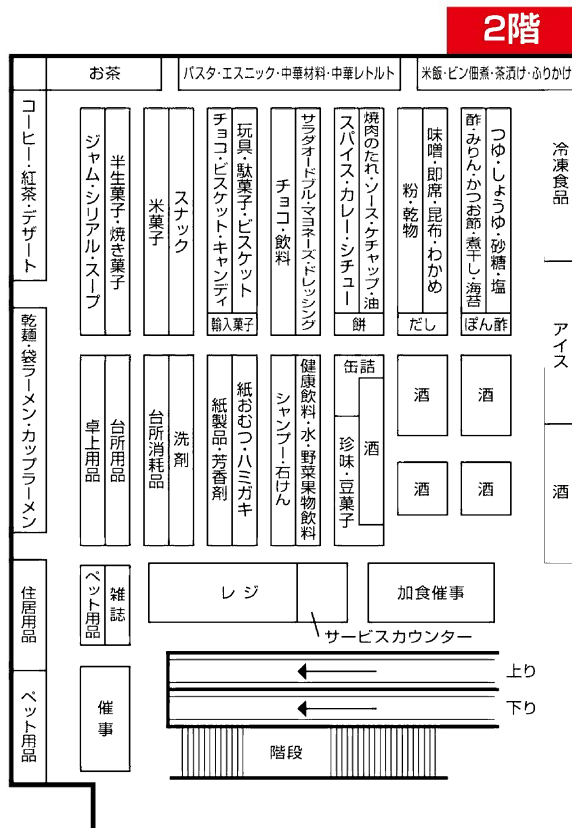 2階
お茶
パスタ・エスニック・中華材料・中華レトルト
米飯・ビン佃煮・茶漬け・ふりかけ
コーヒー・紅茶・デザート
ジャム・シリアル・スープ
半生菓子・焼き菓子
米菓子
スナック
チョコ・ビスケット・キャンディ
玩具・駄菓子・ビスケット
輸入菓子
チョコ・飲料
サラダオードブル・マヨネーズ・ドレッシング
スパイス・カレー・シチュー
焼肉のたれ・ソース・ケチャップ・油
餅
粉・乾物
味噌・即席・昆布・わかめ
だし
酢・みりん・かつお節・煮干し・海苔
つゆ・しょうゆ・砂糖・塩
ぽん酢
冷凍食品
アイス
酒
乾麺・袋ラーメン・カップラーメン
卓上用品
台所用品
台所消耗品
洗剤
紙製品・芳香剤
紙おむつ・ハミガキ
シャンプー・石けん
健康飲料・水・野菜果物飲料
缶詰
珍味・豆菓子
酒
酒
酒
酒
酒
住居用品
ペット用品
雑誌
レジ
サービスカウンター
加食催事
ペット用品
催事
上り
下り
階段